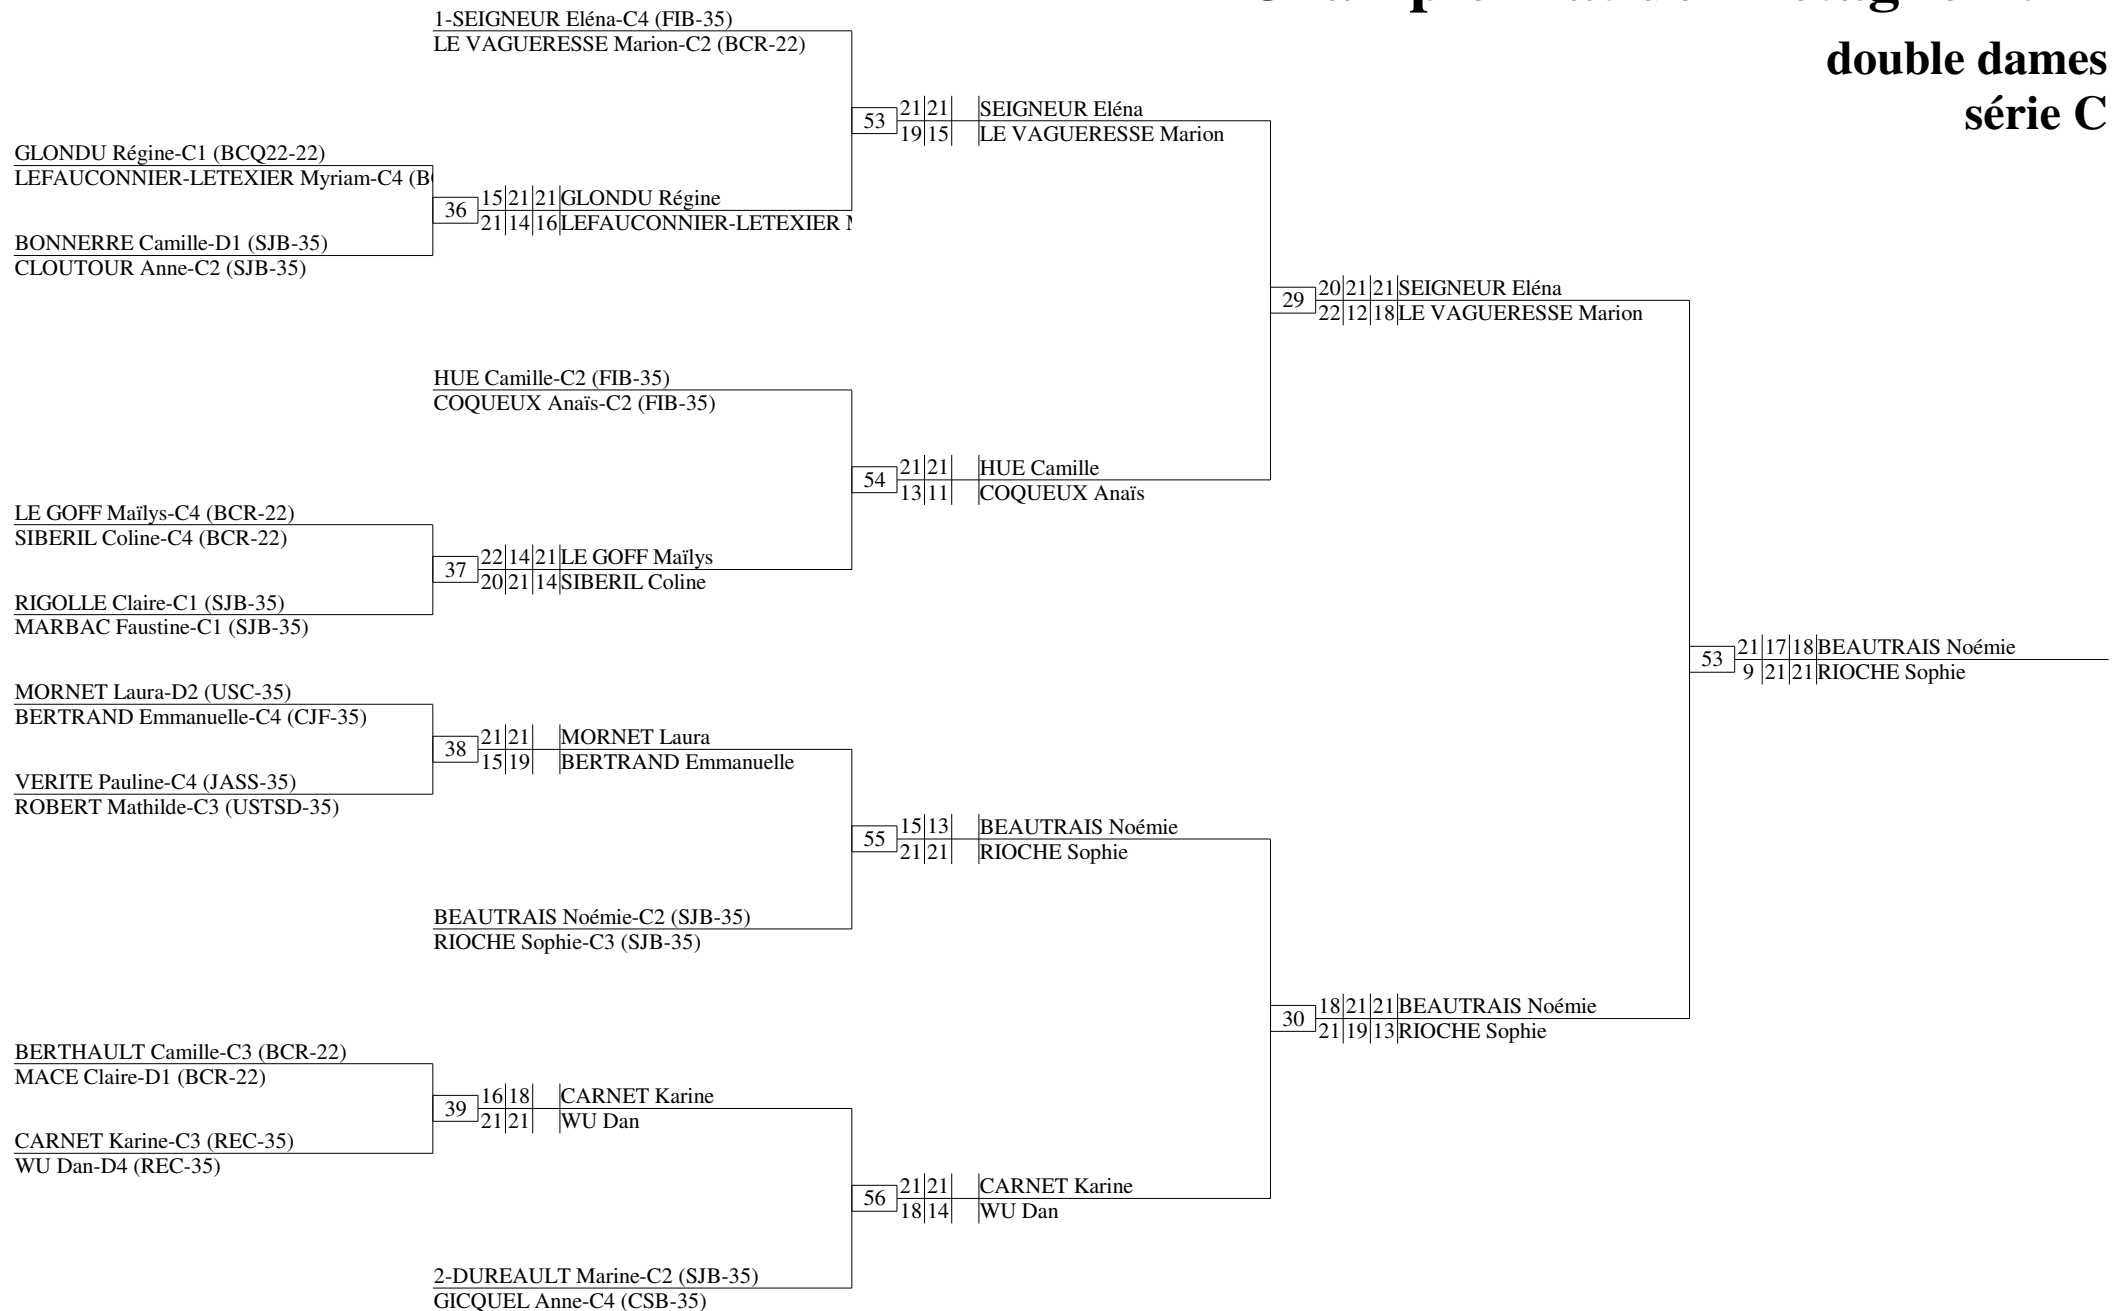 double dames
série C
1-SEIGNEUR Eléna-C4 (FIB-35)
LE VAGUERESSE Marion-C2 (BCR-22)
53 21 21 SEIGNEUR Eléna
19 15 LE VAGUERESSE Marion
GLONDU Régine-C1 (BCQ22-22)
LEFAUCONNIER-LETEXIER Myriam-C4
36 15 21 21 GLONDU Régine
21 14 16 LEFAUCONNIER-LETEXIER
BONNERRE Camille-D1 (SJB-35)
CLOUTOUR Anne-C2 (SJB-35)
29 20 21 21 SEIGNEUR Eléna
22 12 18 LE VAGUERESSE Marion
HUE Camille-C2 (FIB-35)
COQUEUX Anaïs-C2 (FIB-35)
54 21 21 HUE Camille
13 11 COQUEUX Anaïs
LE GOFF Maïlys-C4 (BCR-22)
SIBERIL Coline-C4 (BCR-22)
37 22 14 21 LE GOFF Maïlys
20 21 14 SIBERIL Coline
RIGOLLE Claire-C1 (SJB-35)
MARBAC Faustine-C1 (SJB-35)
53 21 17 18 BEAUTRAIS Noémie
9 21 21 RIOCHE Sophie
MORNET Laura-D2 (USC-35)
BERTRAND Emmanuelle-C4 (CJF-35)
38 21 21 MORNET Laura
15 19 BERTRAND Emmanuelle
VERITE Pauline-C4 (JASS-35)
ROBERT Mathilde-C3 (USTSD-35)
55 15 13 BEAUTRAIS Noémie
21 21 RIOCHE Sophie
BEAUTRAIS Noémie-C2 (SJB-35)
RIOCHE Sophie-C3 (SJB-35)
30 18 21 21 BEAUTRAIS Noémie
21 19 13 RIOCHE Sophie
BERTHAULT Camille-C3 (BCR-22)
MACE Claire-D1 (BCR-22)
39 16 18 CARNET Karine
21 21 WU Dan
CARNET Karine-C3 (REC-35)
WU Dan-D4 (REC-35)
56 21 21 CARNET Karine
18 14 WU Dan
2-DUREAULT Marine-C2 (SJB-35)
GICQUEL Anne-C4 (CSB-35)